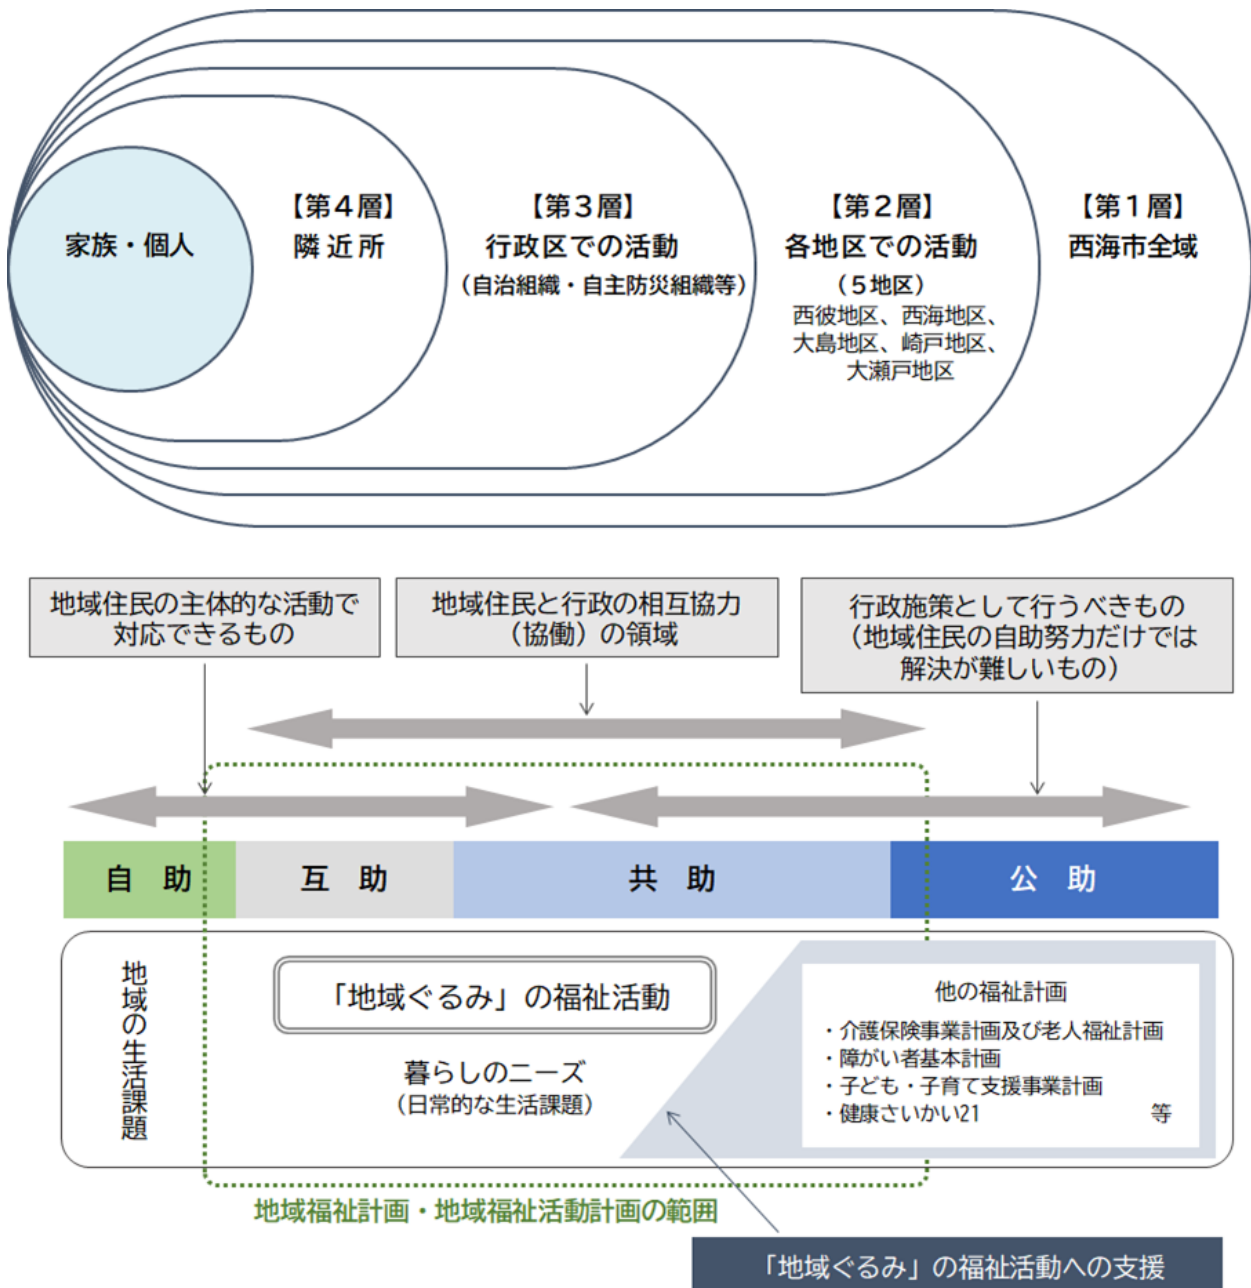 家族・個人
【第４層】
隣近所
【第３層】
行政区での活動
（自治組織・自主防災組織等）
【第２層】
各地区での活動
（５地区）
西彼地区、西海地区、
大島地区、崎戸地区、
大瀬戸地区
【第１層】
西海市全域
地域住民の主体的な活動で
対応できるもの
地域住民と行政の相互協力
（協働）の領域
行政施策として行うべきもの
（地域住民の自助努力だけでは
解決が難しいもの）
自　助
互　助
共　助
公　助
地域の生活課題
「地域ぐるみ」の福祉活動
暮らしのニーズ
（日常的な生活課題）
他の福祉計画
・介護保険事業計画及び老人福祉計画
・障がい者基本計画
・子ども・子育て支援事業計画
・健康さいかい21　等
地域福祉計画・地域福祉活動計画の範囲
「地域ぐるみ」の福祉活動への支援